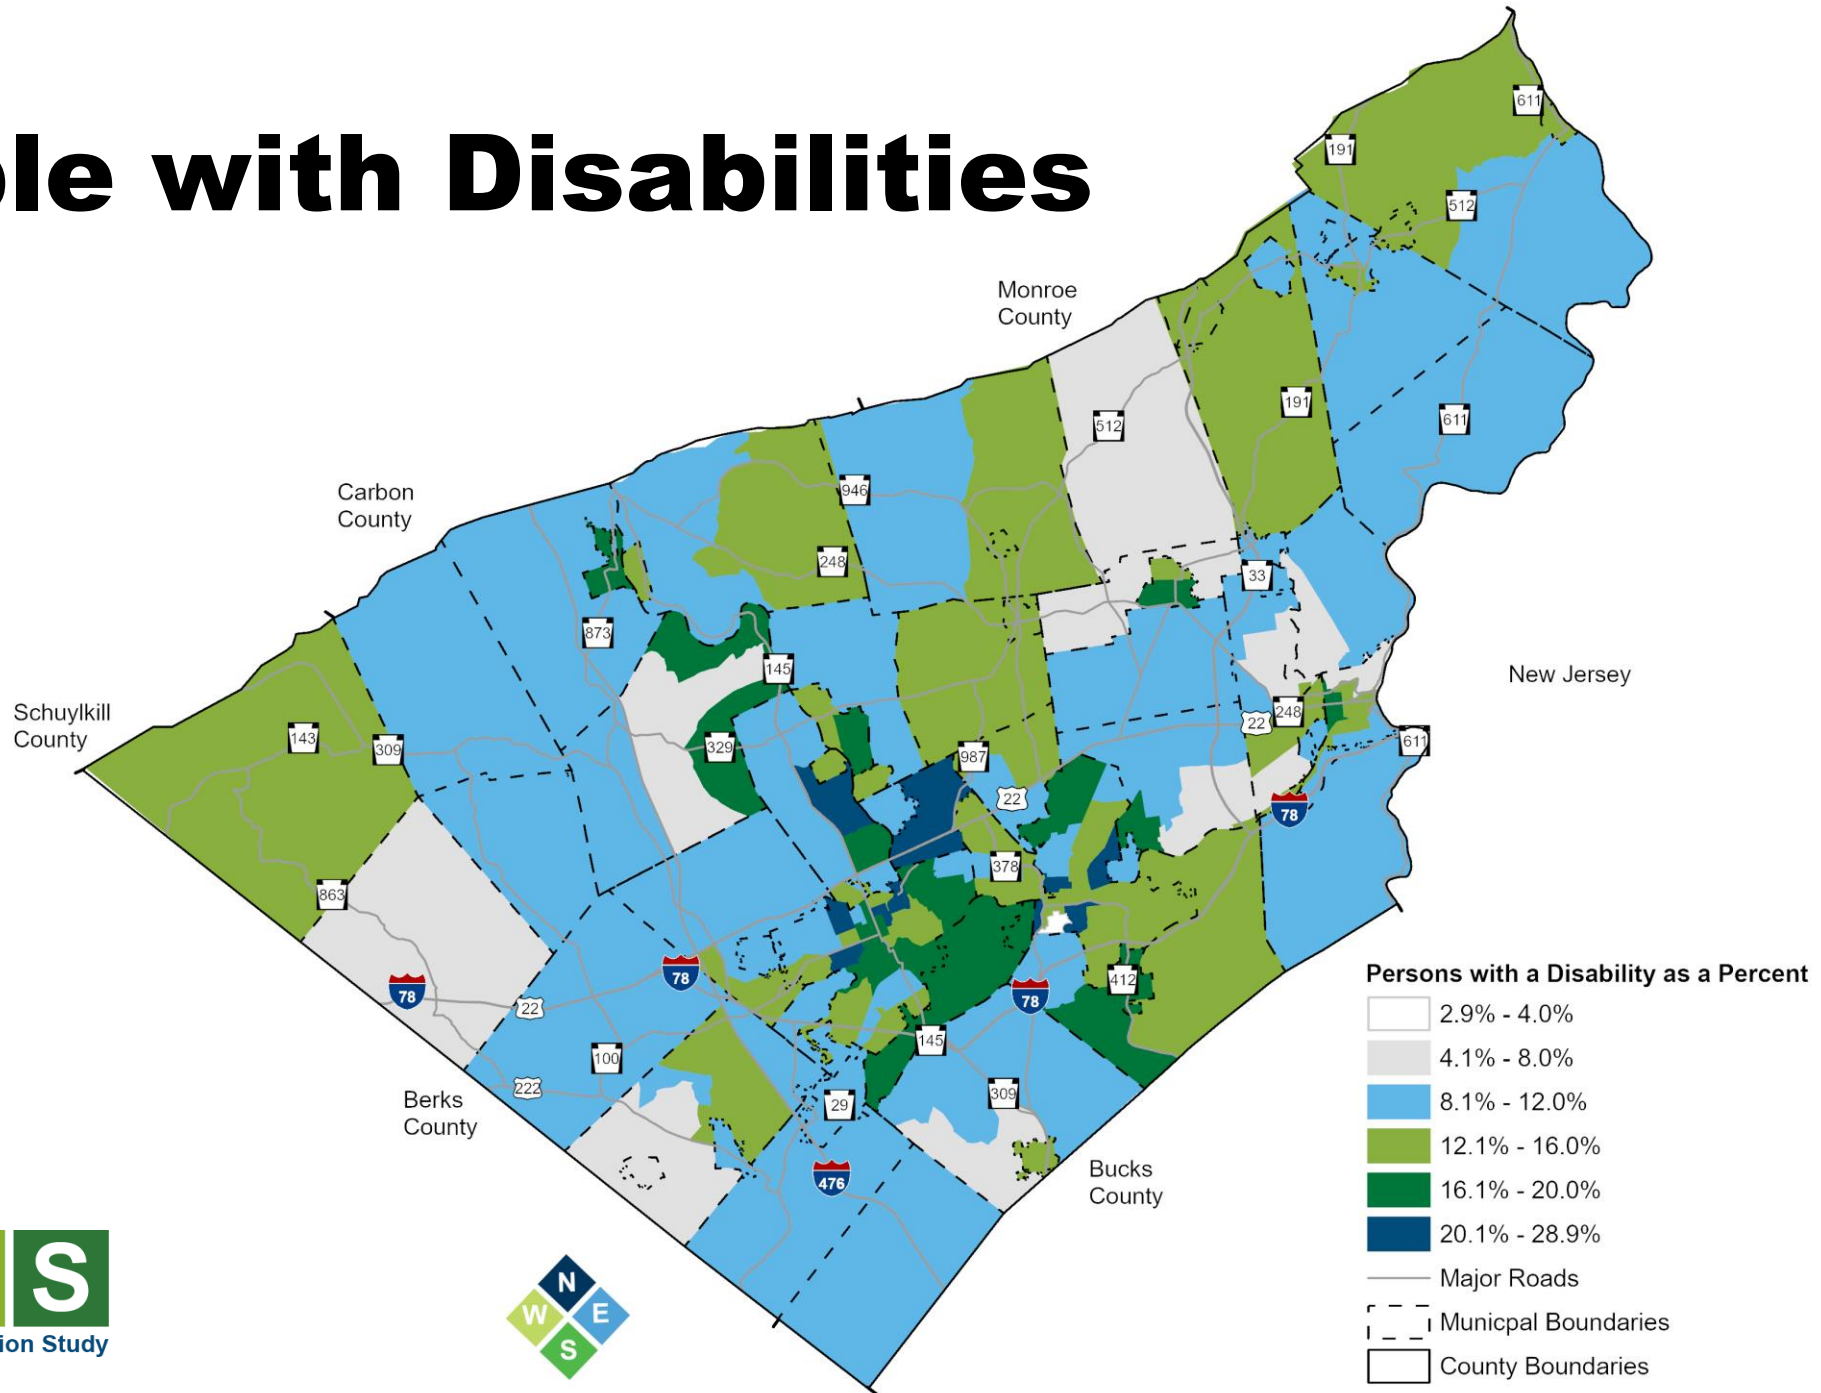 ple with Disabilities
611
191
512
Monroe
County
191
512
611
Carbon
County
946
248
33
873
145
New Jersey
Schuylkill
County
143
309
329
248
22
611
987
22
78
378
863
78
78
78
412
22
145
100
222
29
309
Berks
County
476
Bucks
County
Persons with a Disability as a Percent
2.9% - 4.0%
4.1% - 8.0%
8.1% - 12.0%
12.1% - 16.0%
16.1% - 20.0%
20.1% - 28.9%
Major Roads
Municpal Boundaries
County Boundaries
S
ion Study
N
W E
S